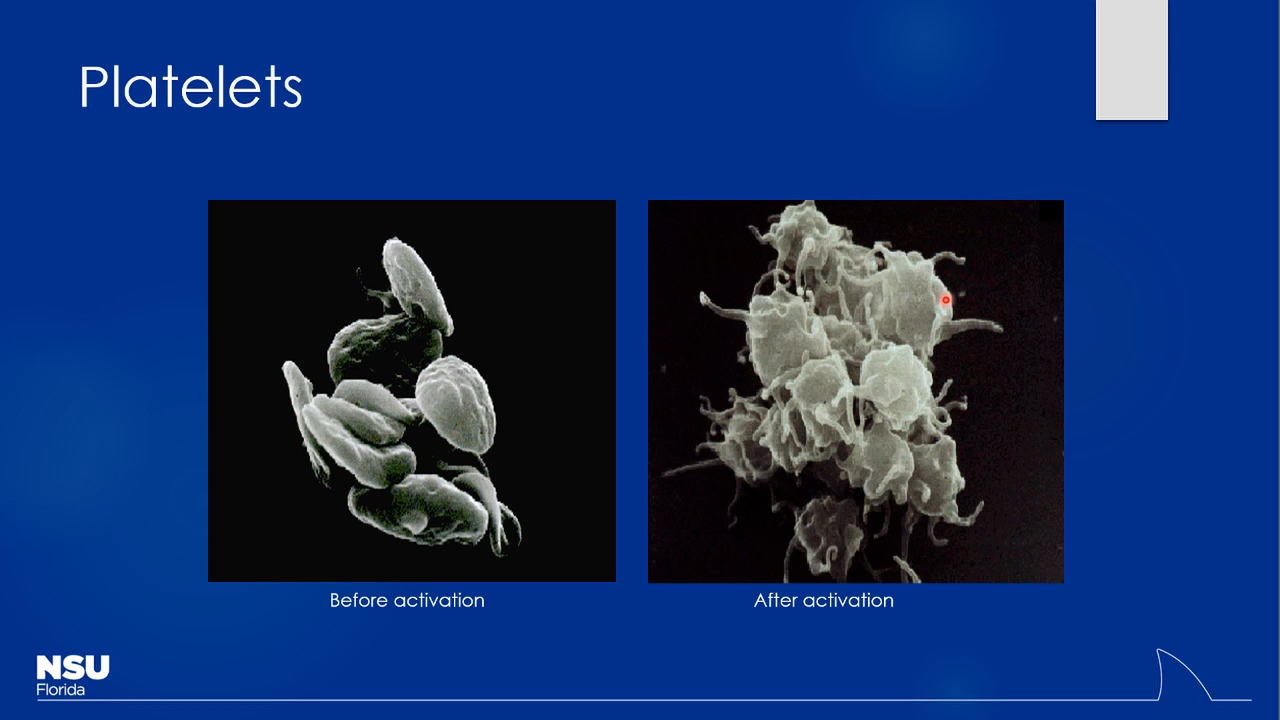 Platelets
Before activation
After activation
NSU
Florida